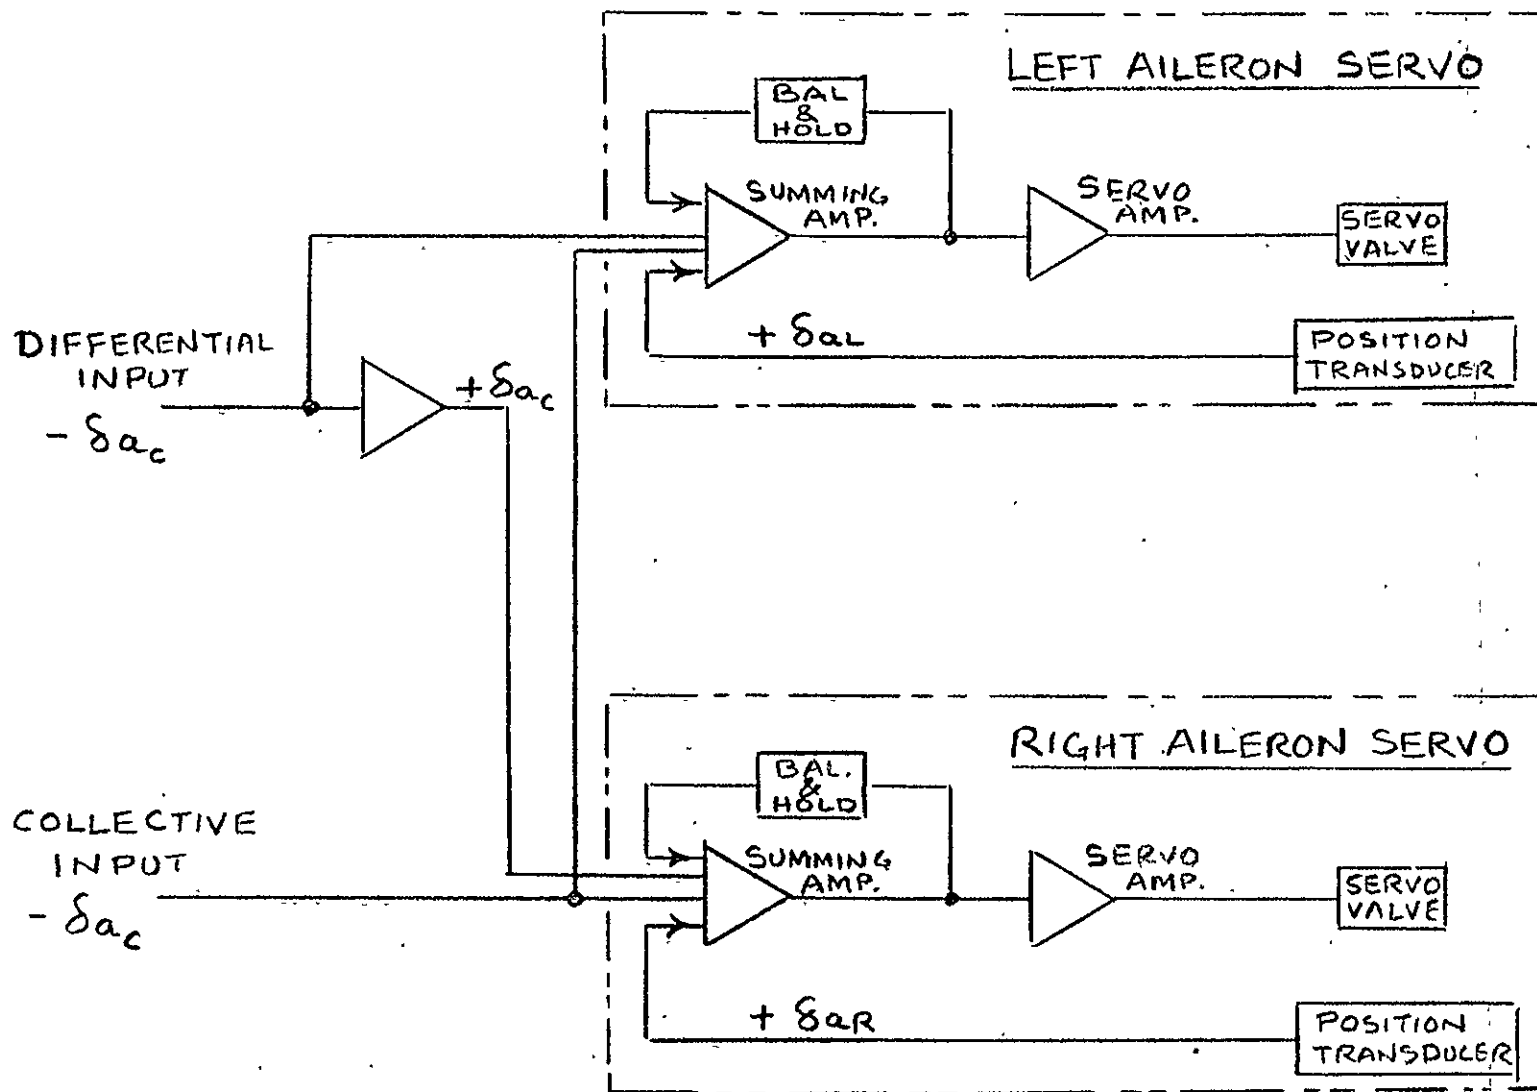 LEFT AILERON SERVO
BAL
&
HOLD
SUMMING
AMP.
SERVO
AMP.
SERVO
VALVE
+ δaL
POSITION
TRANSDUCER
DIFFERENTIAL
INPUT
- δac
+δac
RIGHT AILERON SERVO
BAL.
&
HOLD
SUMMING
AMP.
SERVO
AMP.
SERVO
VALVE
COLLECTIVE
INPUT
- δac
+ δaR
POSITION
TRANSDUCER